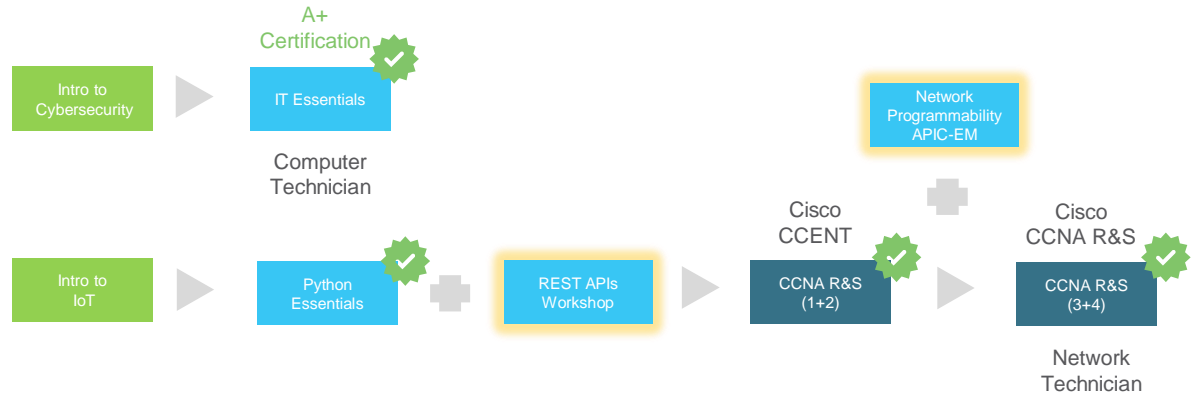 A+
Certification
Intro to
Cybersecurity
IT Essentials
Computer
Technician
Network
Programmability
APIC-EM
Intro to
IoT
Python
Essentials
REST APIs
Workshop
Cisco
CCENT
CCNA R&S
(1+2)
Cisco
CCNA R&S
CCNA R&S
(3+4)
Network
Technician